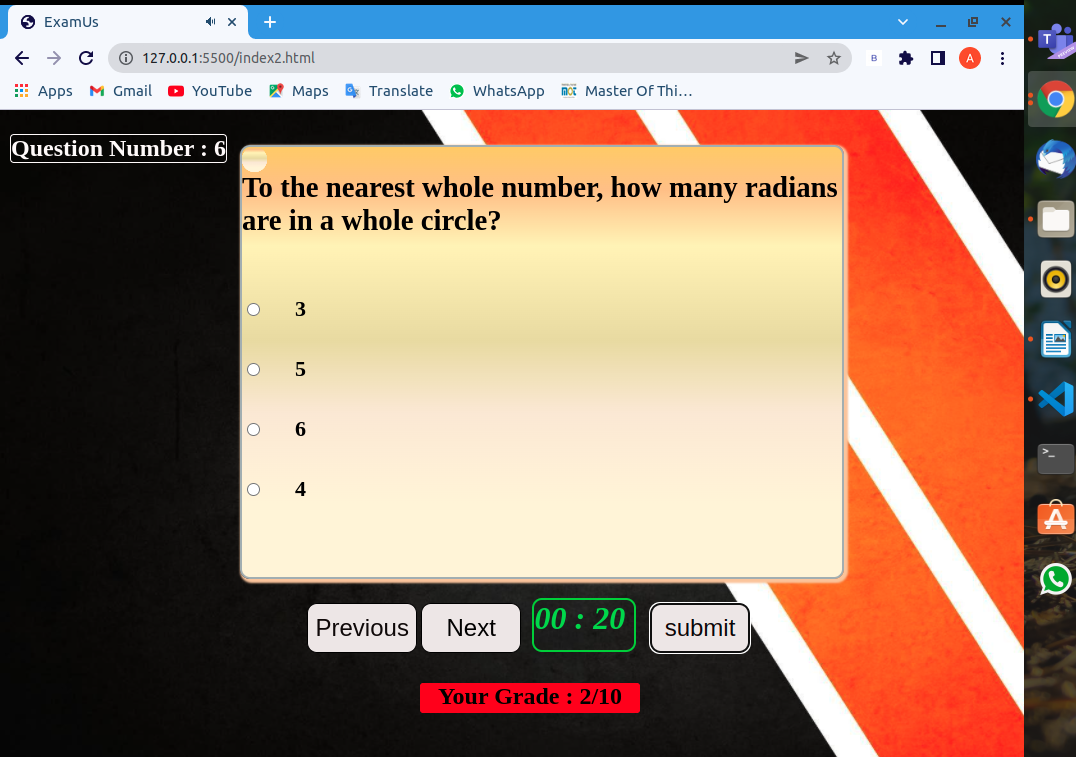 ExamUs
127.0.0.1:5500/index2.html
B
A
Apps Gmail YouTube Maps Translate WhatsApp Master Of Thi…
Question Number : 6
To the nearest whole number, how many radians
are in a whole circle?
3
5
6
4
Previous Next 00 : 20 submit
Your Grade : 2/10